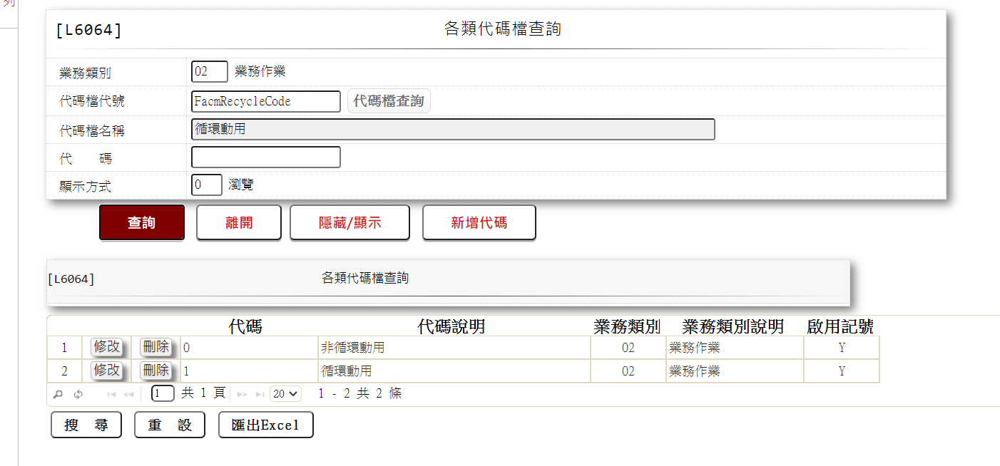 列
[L6064] 各類代碼檔查詢
業務類別 02 業務作業
代碼檔代號 FacmRecycleCode 代碼檔查詢
代碼檔名稱 循環動用
代 碼
顯示方式 0 瀏覽
查詢 離開 隱藏/顯示 新增代碼
[L6064] 各類代碼檔查詢
代碼 代碼說明 業務類別 業務類別說明 啟用記號
1 修改 刪除 0 非循環動用 02 業務作業 Y
2 修改 刪除 1 循環動用 02 業務作業 Y
1 共 1 頁 20 1 - 2 共 2 條
搜 尋 重 設 匯出Excel